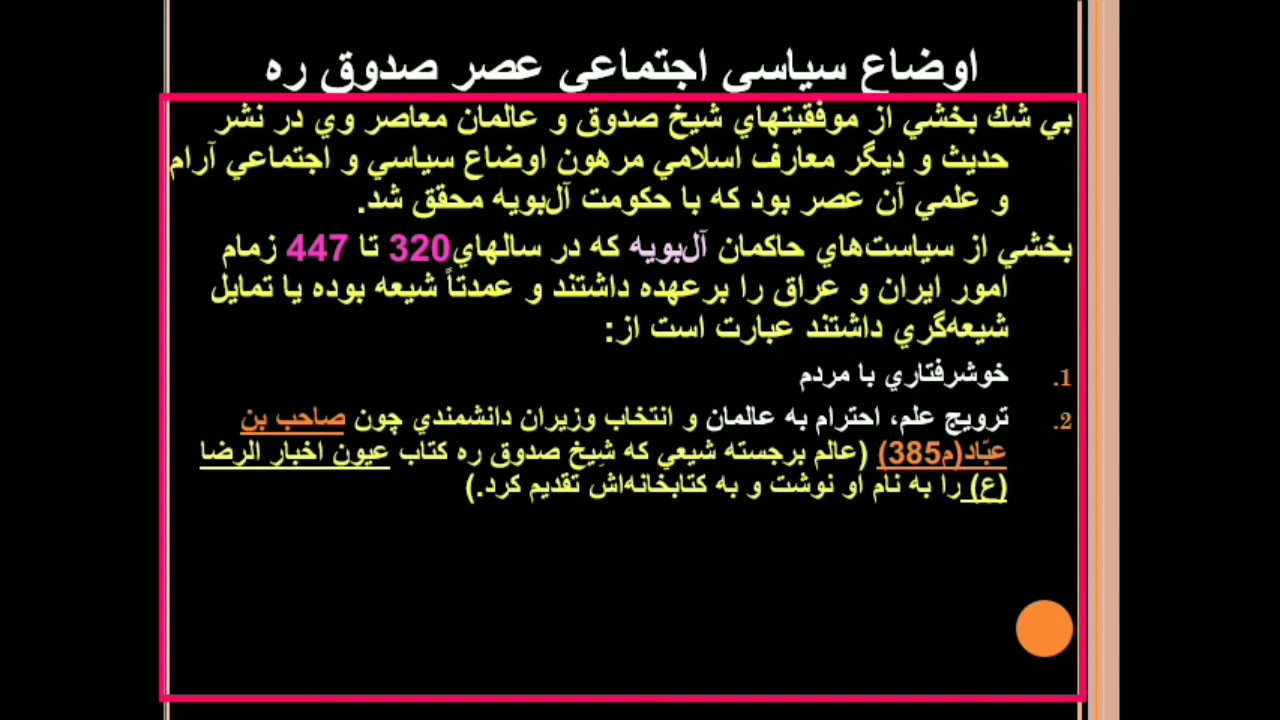 اوضاع سياسی اجتماعی عصر صدوق ره
بي شك بخشي از موفقيتهاي شيخ صدوق و عالمان معاصر وي در نشر
حديث و ديگر معارف اسلامي مرهون اوضاع سياسي و اجتماعي آرام
و علمي آن عصر بود كه با حكومت آل‌بويه محقق شد.
بخشي از سياست‌هاي حاكمان آل‌بويه كه در سالهاي320 تا 447 زمام
امور ايران و عراق را برعهده داشتند و عمدتاً شيعه بوده يا تمايل
شيعه‌گري داشتند عبارت است از:
1. خوشرفتاري با مردم
2. ترويج علم، احترام به عالمان و انتخاب وزيران دانشمندي چون صاحب بن
عبّاد(م385) (عالم برجسته شيعي كه شيِخ صدوق ره كتاب عيون اخبار الرضا
(ع) را به نام او نوشت و به كتابخانه‌اش تقديم كرد.)